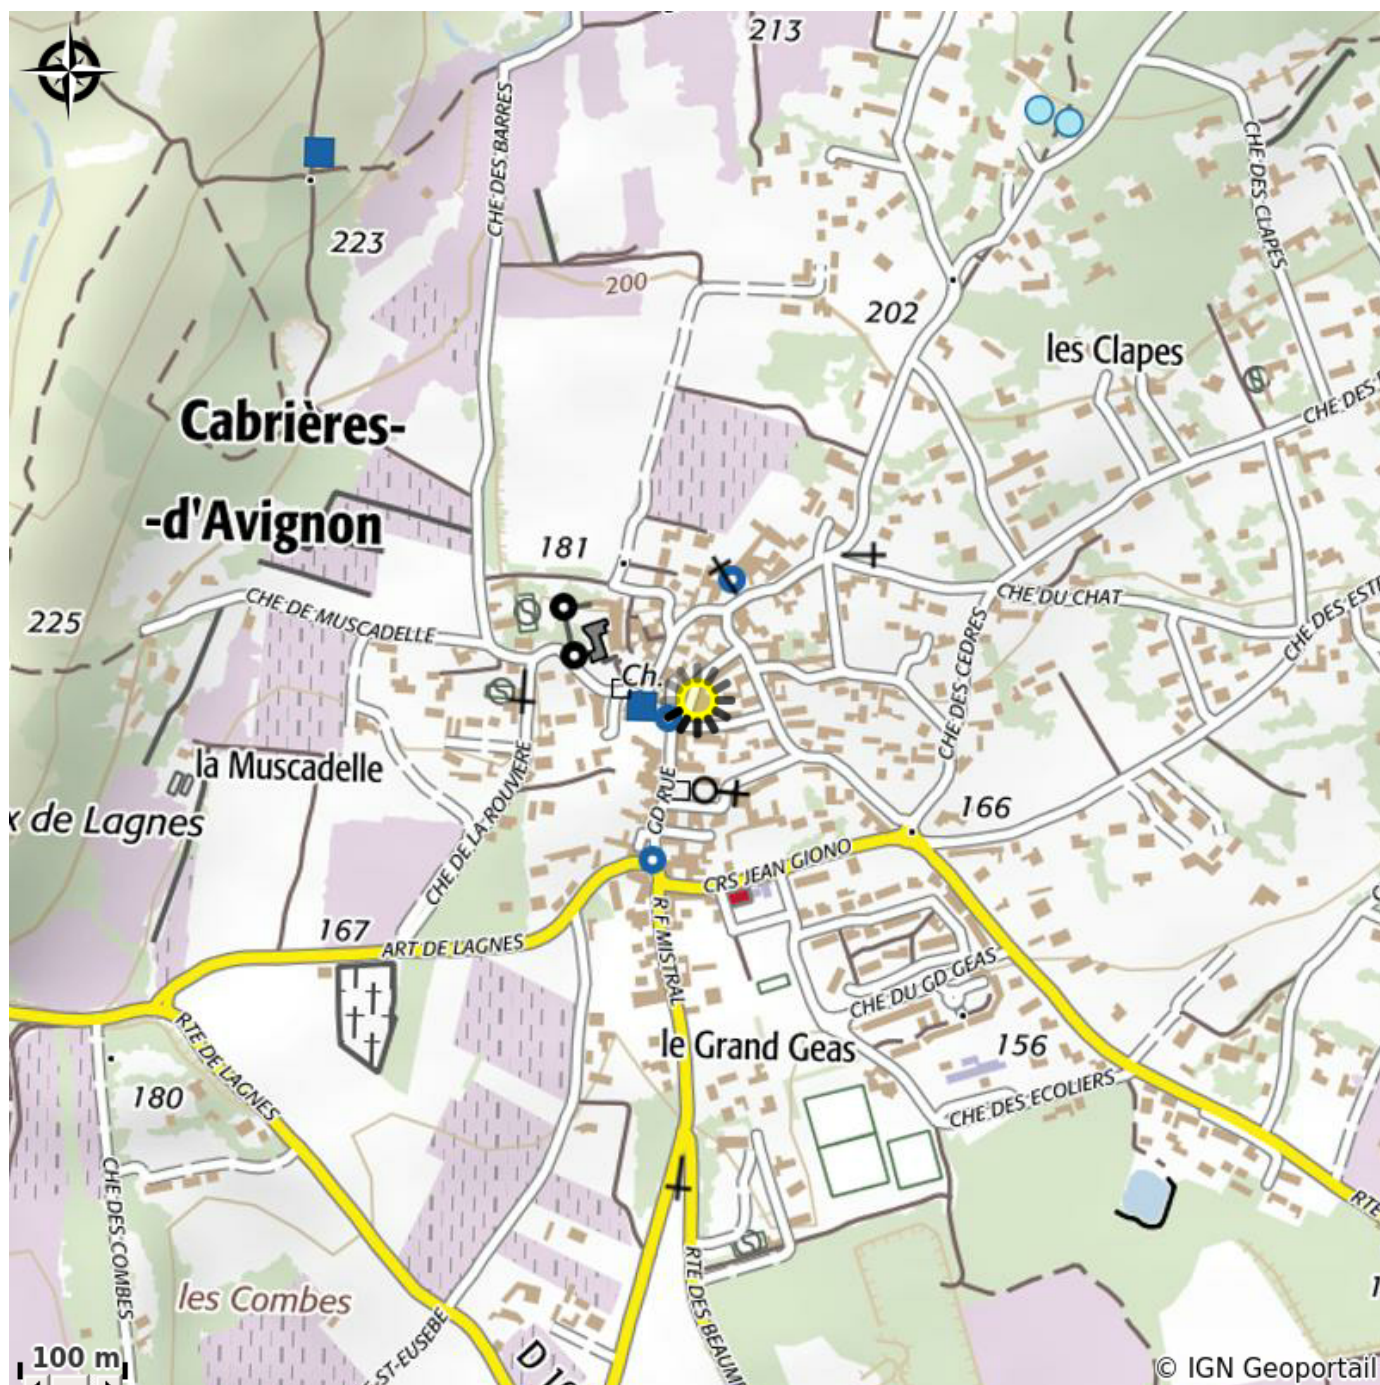 213
CHE DES BARRES
CHE DES CLAPES
223
200
202
les Clapes
CHE DES
Cabrières-
-d'Avignon
181
CHE DU CHAT
CHE DE MUSCADELLE
225
CHE DES ESTE
CHE DES CEDRES
Ch.
la Muscadelle
x de Lagnes
CHE DE LA ROUVIERE
GD RUE
166
CRS JEAN GIONO
167
ART DE LAGNES
R F MISTRAL
CHE DU GD GEAS
RTE DE LAGNES
le Grand Geas
156
180
CHE DES ECOLIERS
CHE DES COMBES
RTE
RTE DES BEAUM
les Combes
-ST-EUSEBE
D 1
100 m
© IGN Geoportail